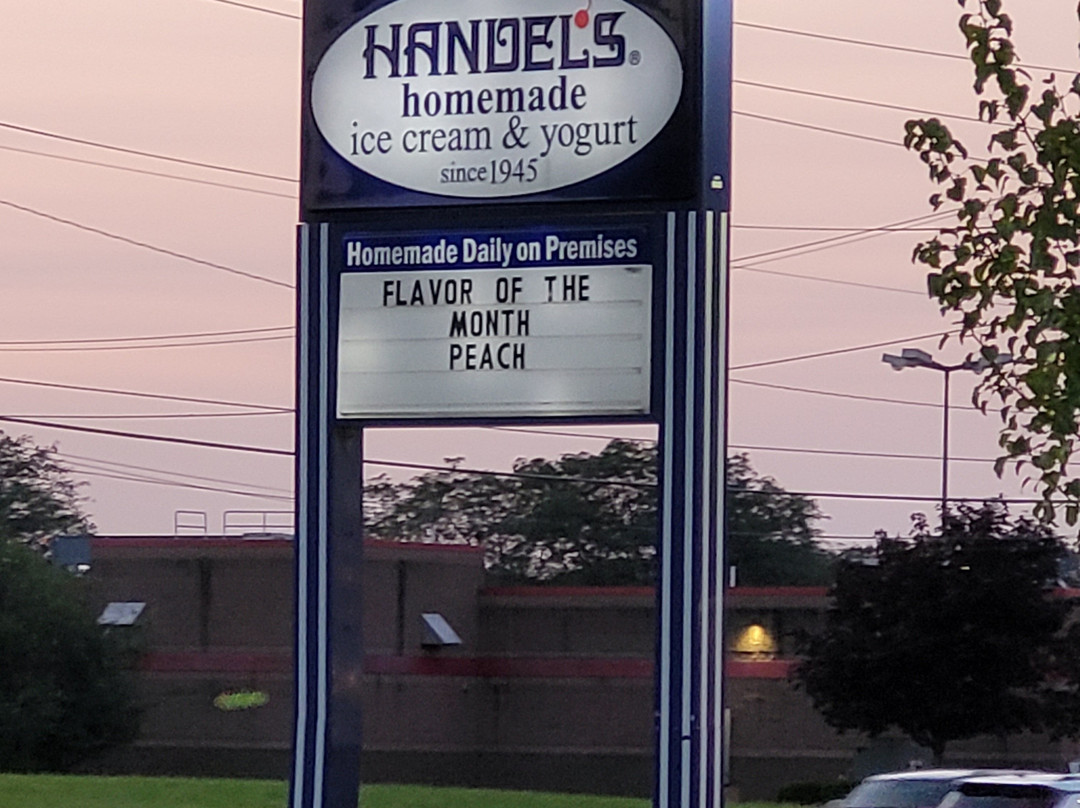 HANDEL'S®
homemade
ice cream & yogurt
since 1945
Homemade Daily on Premises
FLAVOR OF THE
MONTH
PEACH